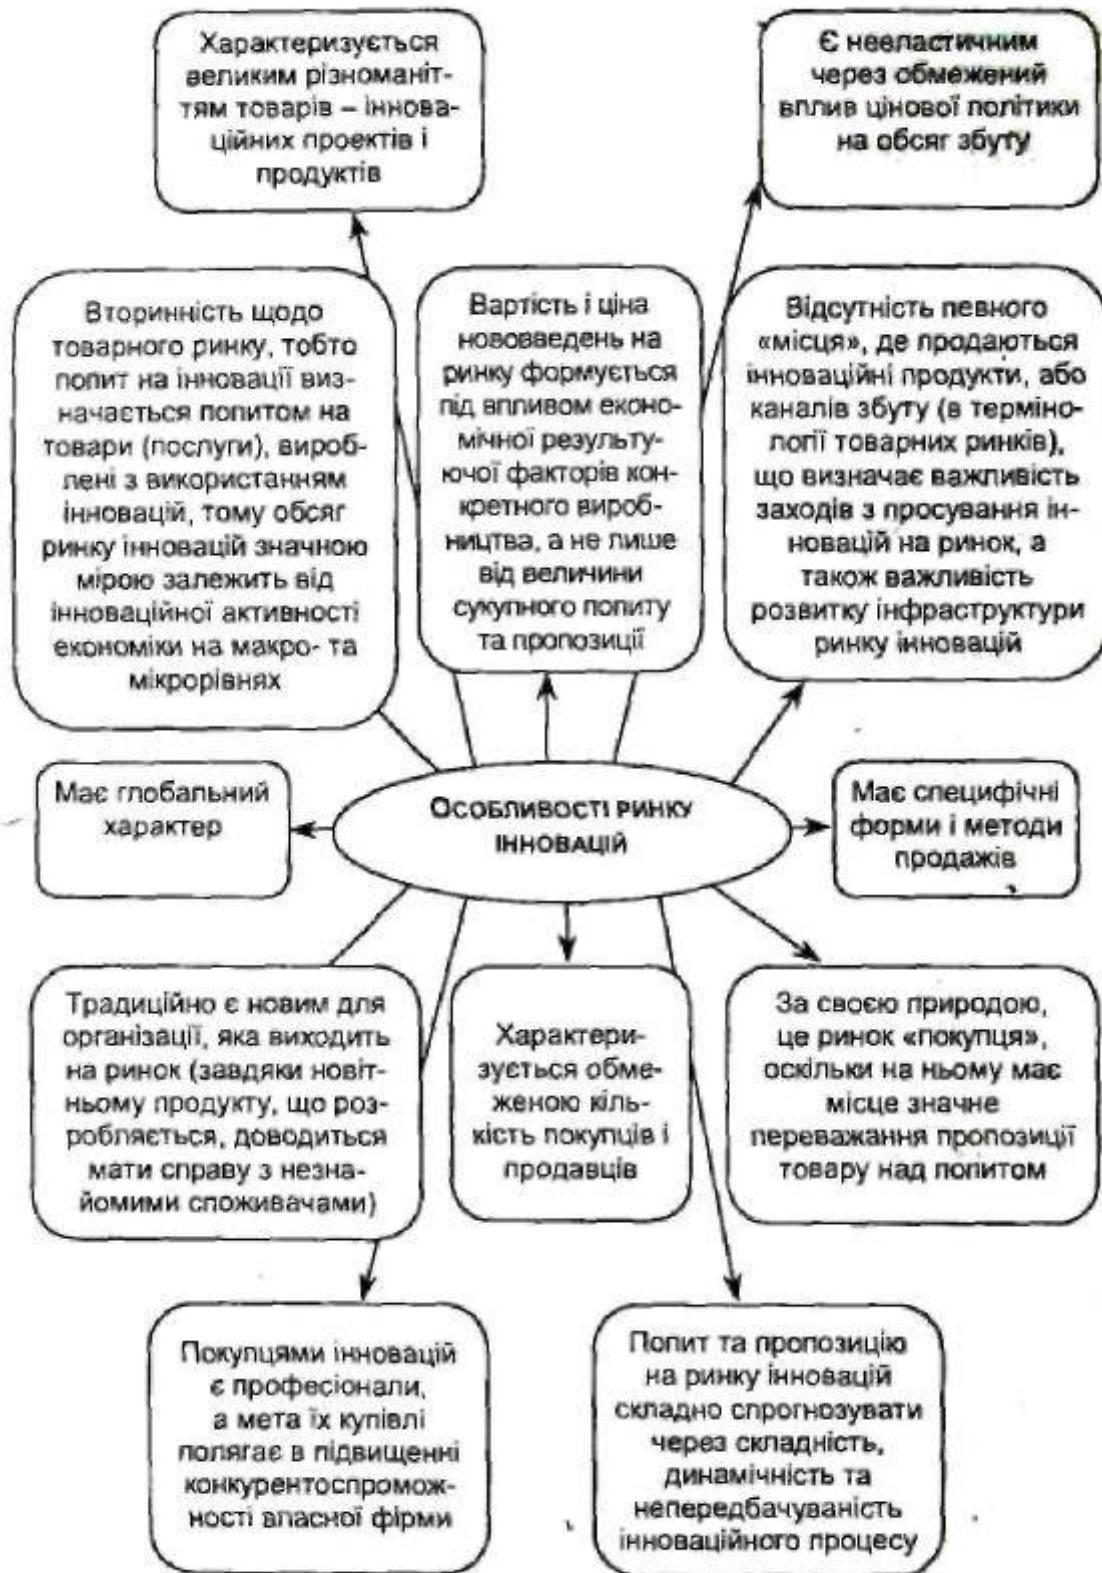 Характеризується
великим різноманіт-
тям товарів – іннова-
ційних проектів і
продуктів
Є нееластичним
через обмежений
вплив цінової політики
на обсяг збуту
Вторинність щодо
товарного ринку, тобто
попит на інновації виз-
начається попитом на
товари (послуги), вироб-
лені з використанням
інновацій, тому обсяг
ринку інновацій значною
мірою залежить від
інноваційної активності
економіки на макро- та
мікрорівнях
Вартість і ціна
нововведень на
ринку формується
під впливом еконо-
мічної результу-
ючої факторів кон-
кретного вироб-
ництва, а не лише
від величини
сукупного попиту
та пропозиції
Відсутність певного
«місця», де продаються
інноваційні продукти, або
каналів збуту (в терміно-
логії товарних ринків),
що визначає важливість
заходів з просування ін-
новацій на ринок, а
також важливість
розвитку інфраструктури
ринку інновацій
Має глобальний
характер
ОСОБЛИВОСТІ РИНКУ
ІННОВАЦІЙ
Має специфічні
форми і методи
продажів
Традиційно є новим для
організації, яка виходить
на ринок (завдяки новіт-
ньому продукту, що роз-
робляється, доводиться
мати справу з незна-
йомими споживачами)
Характери-
зується обме-
женою кіль-
кість покупців і
продавців
За своєю природою,
це ринок «покупця»,
оскільки на ньому має
місце значне
переважання пропозиції
товару над попитом
Покупцями інновацій
є професіонали,
а мета їх купівлі
полягає в підвищенні
конкурентоспромож-
ності власної фірми
Попит та пропозицію
на ринку інновацій
складно спрогнозувати
через складність,
динамічність та
непередбачуваність
інноваційного процесу